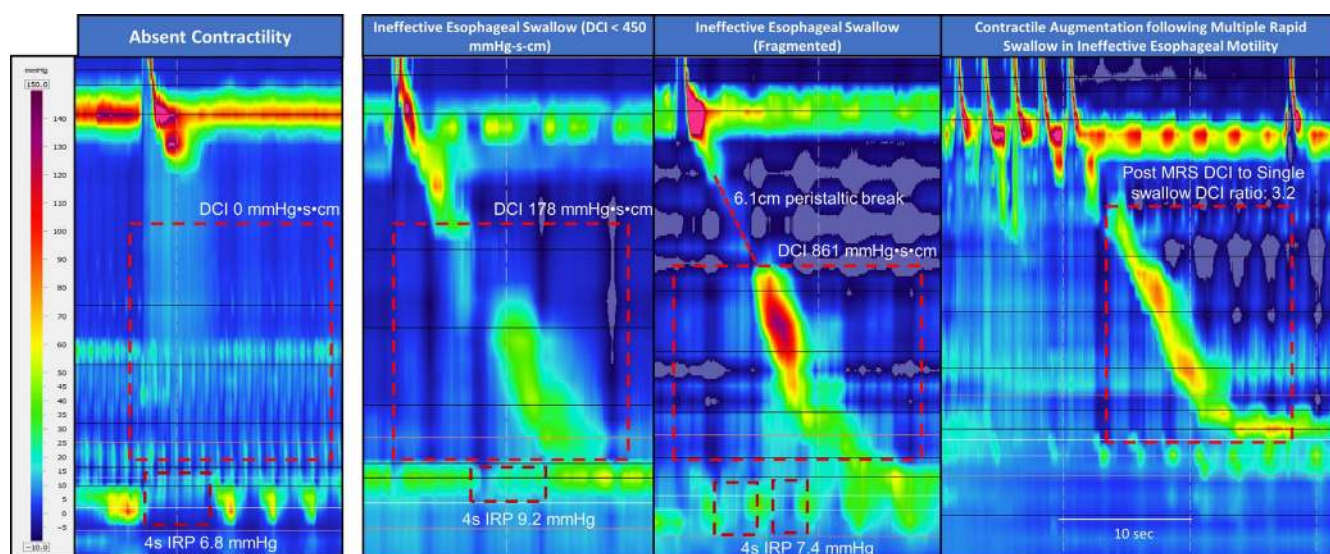 Absent Contractility
Ineffective Esophageal Swallow (DCI < 450
mmHg-s-cm)
Ineffective Esophageal Swallow
(Fragmented)
Contractile Augmentation following Multiple Rapid
Swallow in Ineffective Esophageal Motility
mmHg
150.0
140
130
120
110
100
90
80
70
60
50
45
40
35
30
25
20
15
10
5
0
-5
-10.0
DCI 0 mmHg•s•cm
4s IRP 6.8 mmHg
DCI 178 mmHg•s•cm
4s IRP 9.2 mmHg
6.1cm peristaltic break
DCI 861 mmHg•s•cm
4s IRP 7.4 mmHg
Post MRS DCI to Single
swallow DCI ratio: 3.2
10 sec